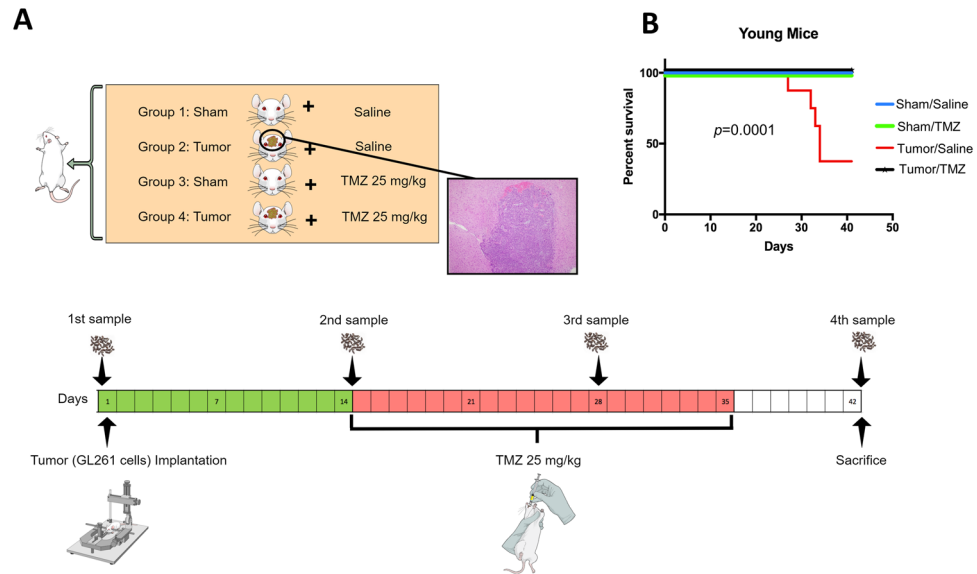 A
Group 1: Sham + Saline
Group 2: Tumor + Saline
Group 3: Sham + TMZ 25 mg/kg
Group 4: Tumor + TMZ 25 mg/kg
B
Young Mice
Percent survival
100
50
0
p=0.0001
0 10 20 30 40 50
Days
Sham/Saline
Sham/TMZ
Tumor/Saline
Tumor/TMZ
1st sample 2nd sample 3rd sample 4th sample
Days 1 7 14 21 28 35 42
Tumor (GL261 cells) Implantation TMZ 25 mg/kg Sacrifice